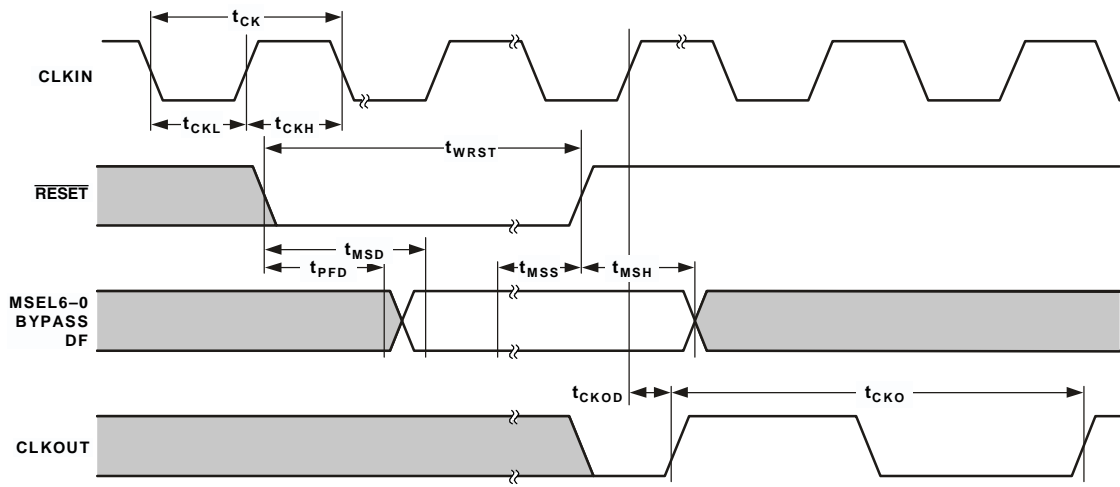 tCK
CLKIN
tCKL
tCKH
tWRST
RESET
tMSD
tPFD
tMSS
tMSH
MSEL6–0
BYPASS
DF
tCKOD
tCKO
CLKOUT